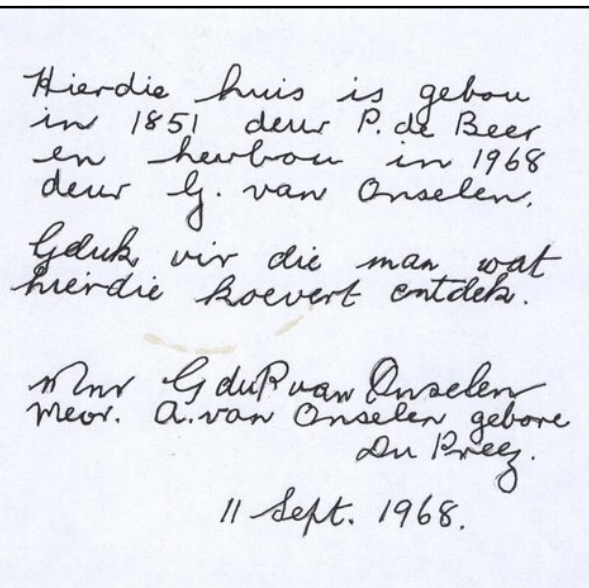 Hierdie huis is gebou
in 1851 deur P. de Beer
en herbou in 1968
deur G. van Onselen.
Geluk vir die man wat
hierdie koevert ontdek.
Mnr G du P van Onselen
Mevr. A. van Onselen gebore
Du Preez.
11 Sept. 1968.